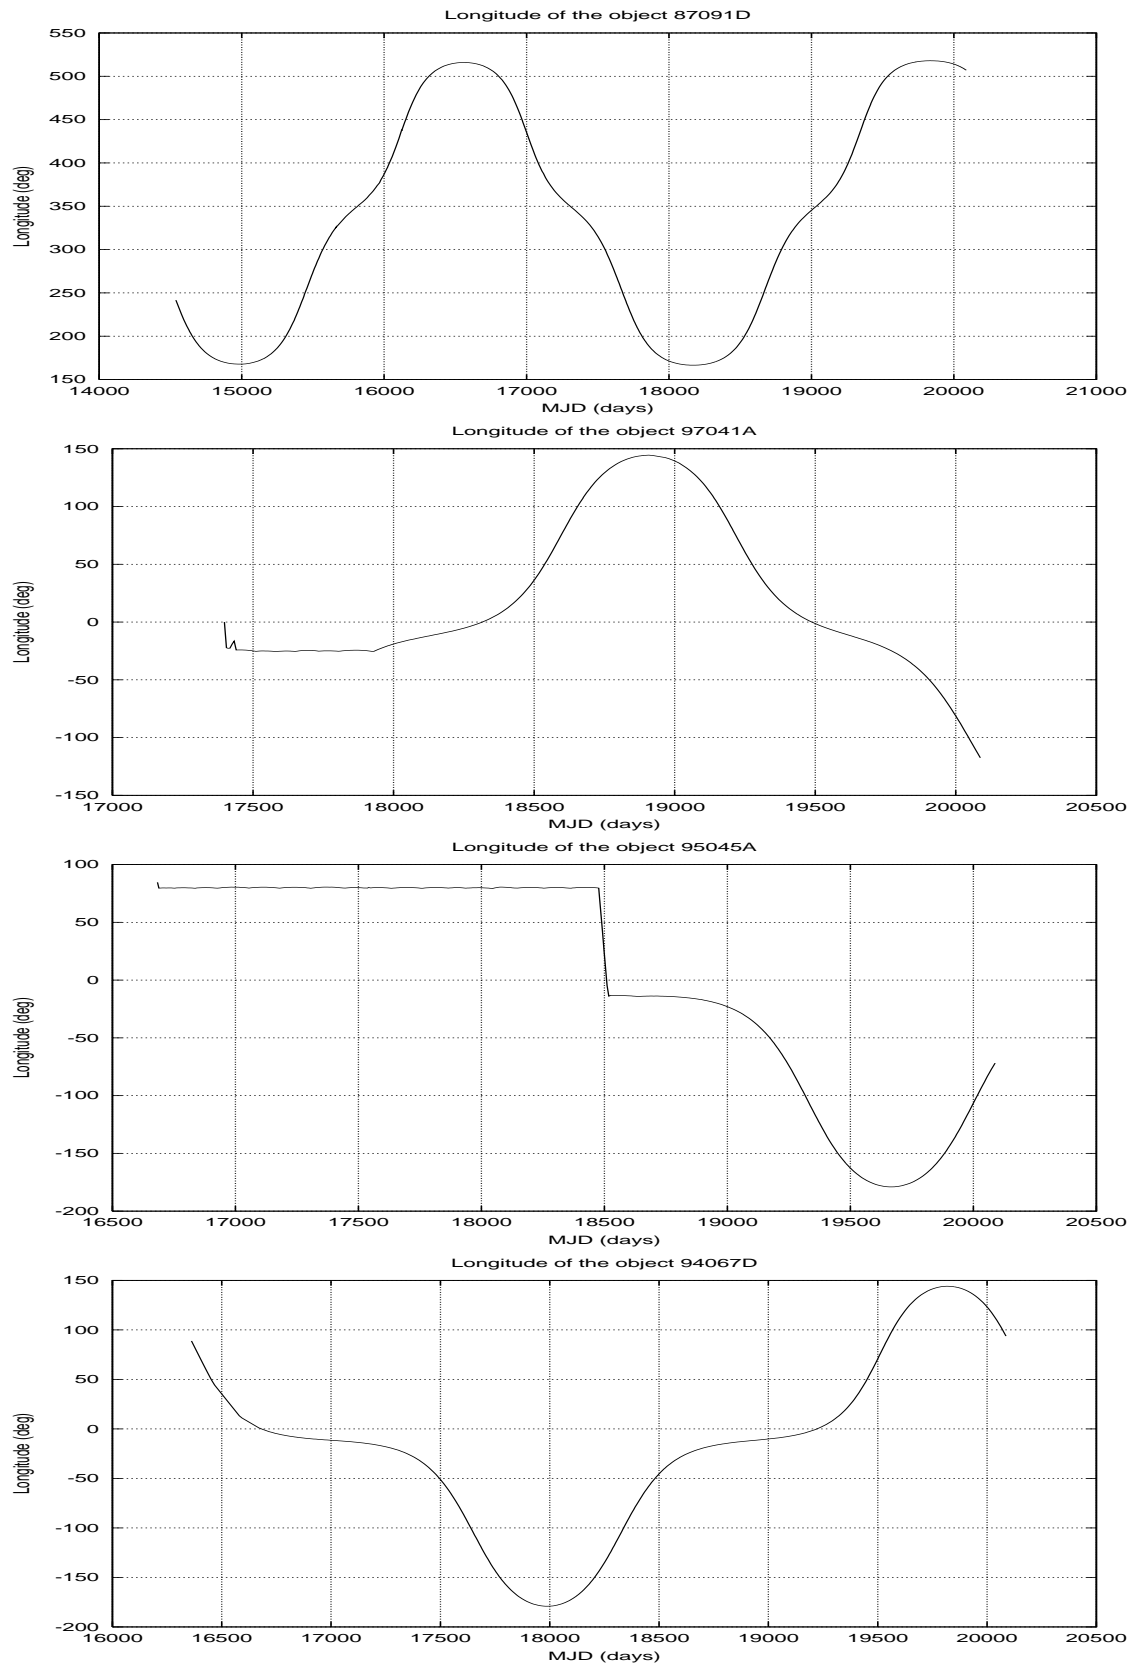 Longitude of the object 87091D
550
500
450
400
350
300
250
200
150
Longitude (deg)
14000 15000 16000 17000 18000 19000 20000 21000
MJD (days)
Longitude of the object 97041A
150
100
50
0
-50
-100
-150
Longitude (deg)
17000 17500 18000 18500 19000 19500 20000 20500
MJD (days)
Longitude of the object 95045A
100
50
0
-50
-100
-150
-200
Longitude (deg)
16500 17000 17500 18000 18500 19000 19500 20000 20500
MJD (days)
Longitude of the object 94067D
150
100
50
0
-50
-100
-150
-200
Longitude (deg)
16000 16500 17000 17500 18000 18500 19000 19500 20000 20500
MJD (days)